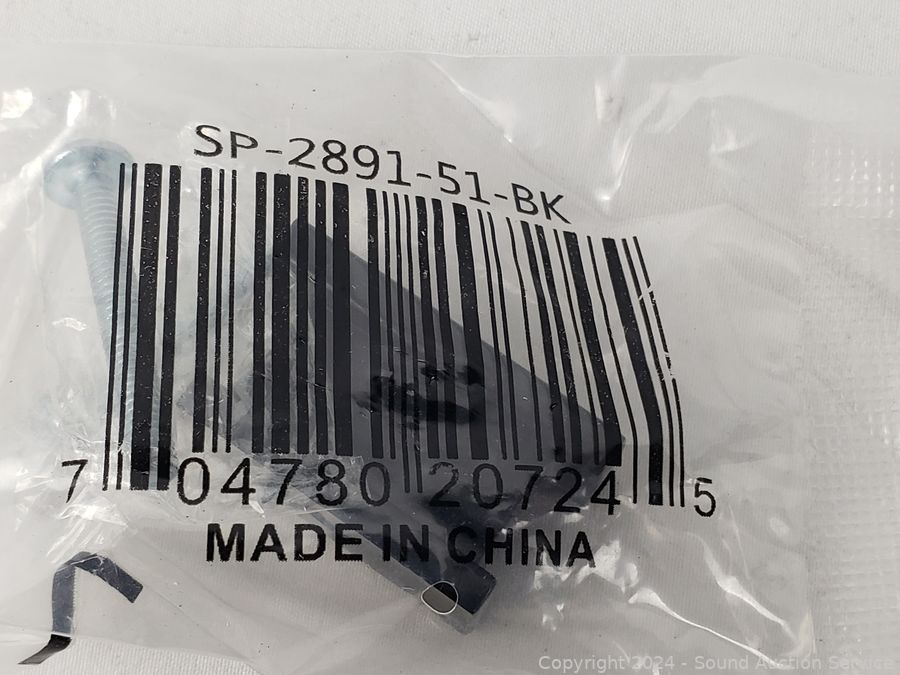 SP-2891-51-BK
7 04780 20724 5
MADE IN CHINA
Copyright 2024 - Sound Auction Service